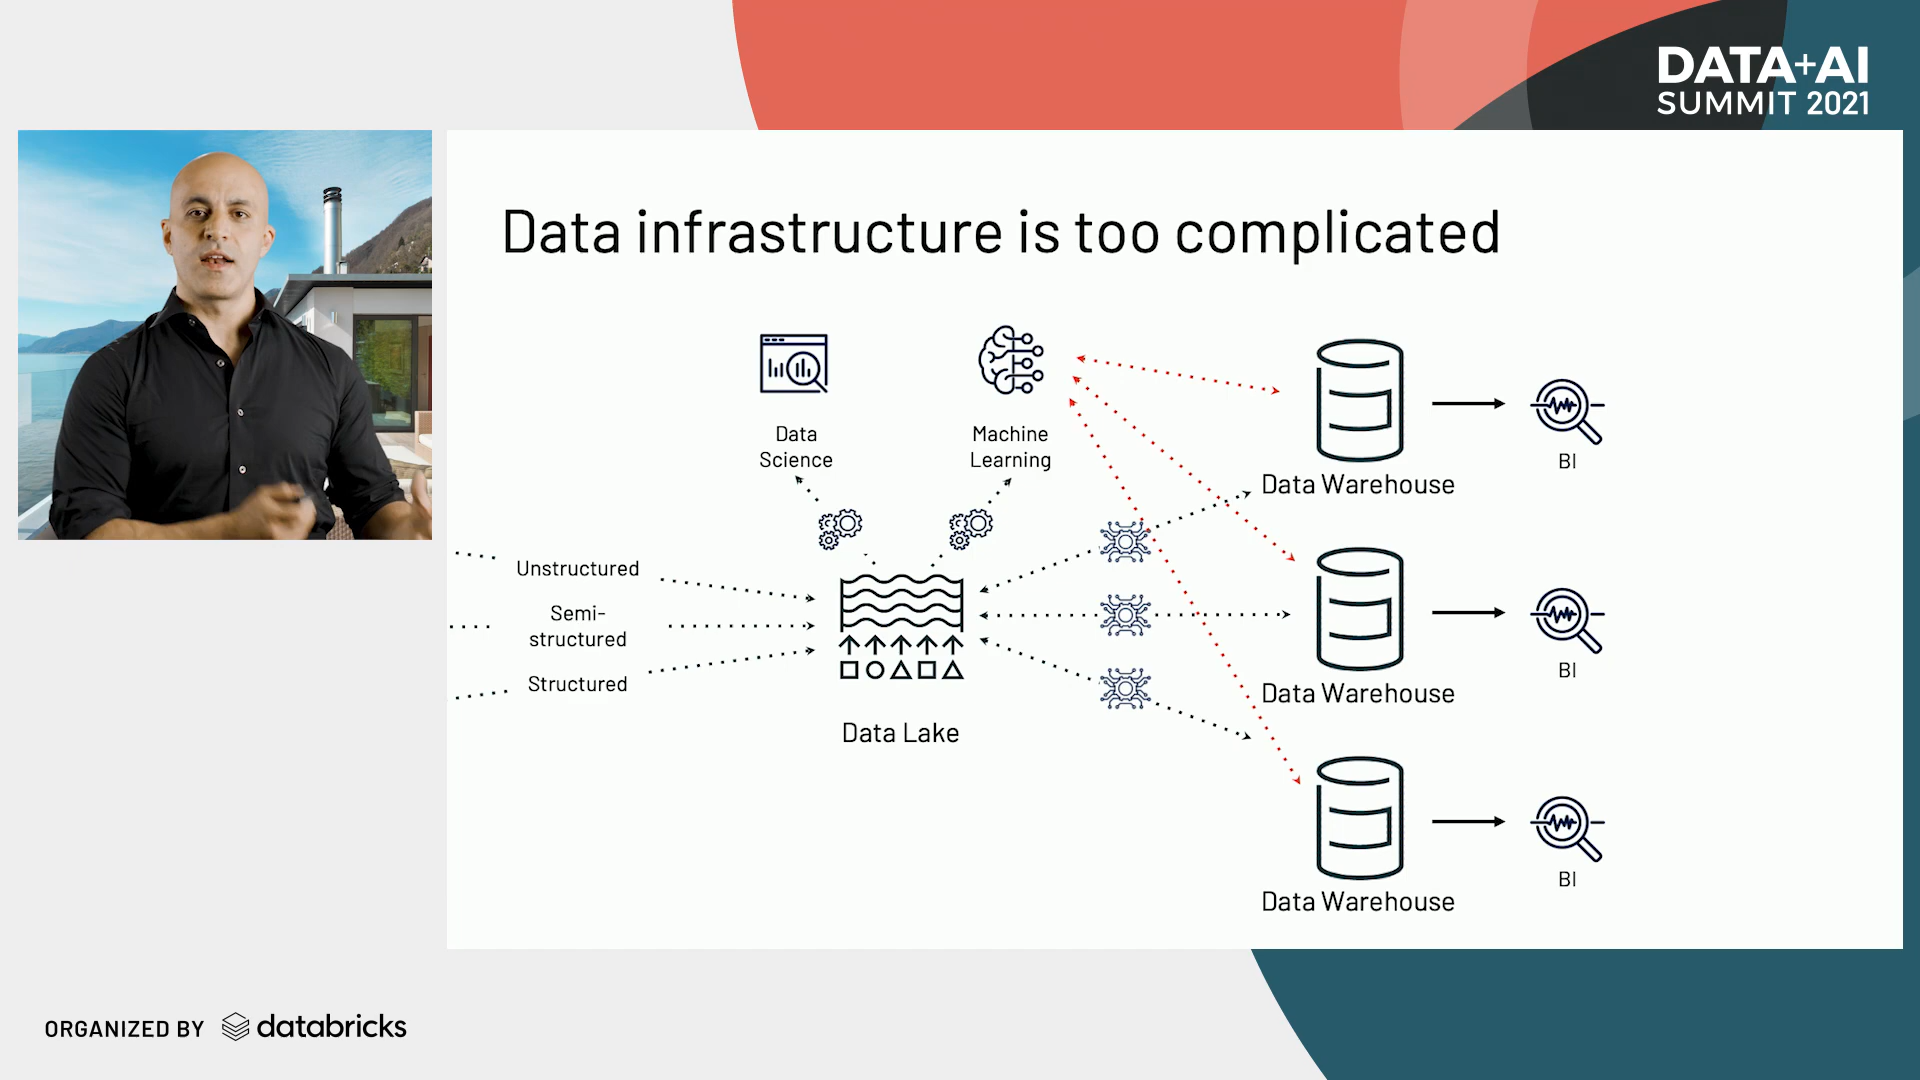 DATA+AI
SUMMIT 2021
Data infrastructure is too complicated
Data
Science
Machine
Learning
Data Warehouse
BI
Unstructured
Semi-
structured
Structured
Data Lake
Data Warehouse
BI
Data Warehouse
BI
ORGANIZED BY databricks